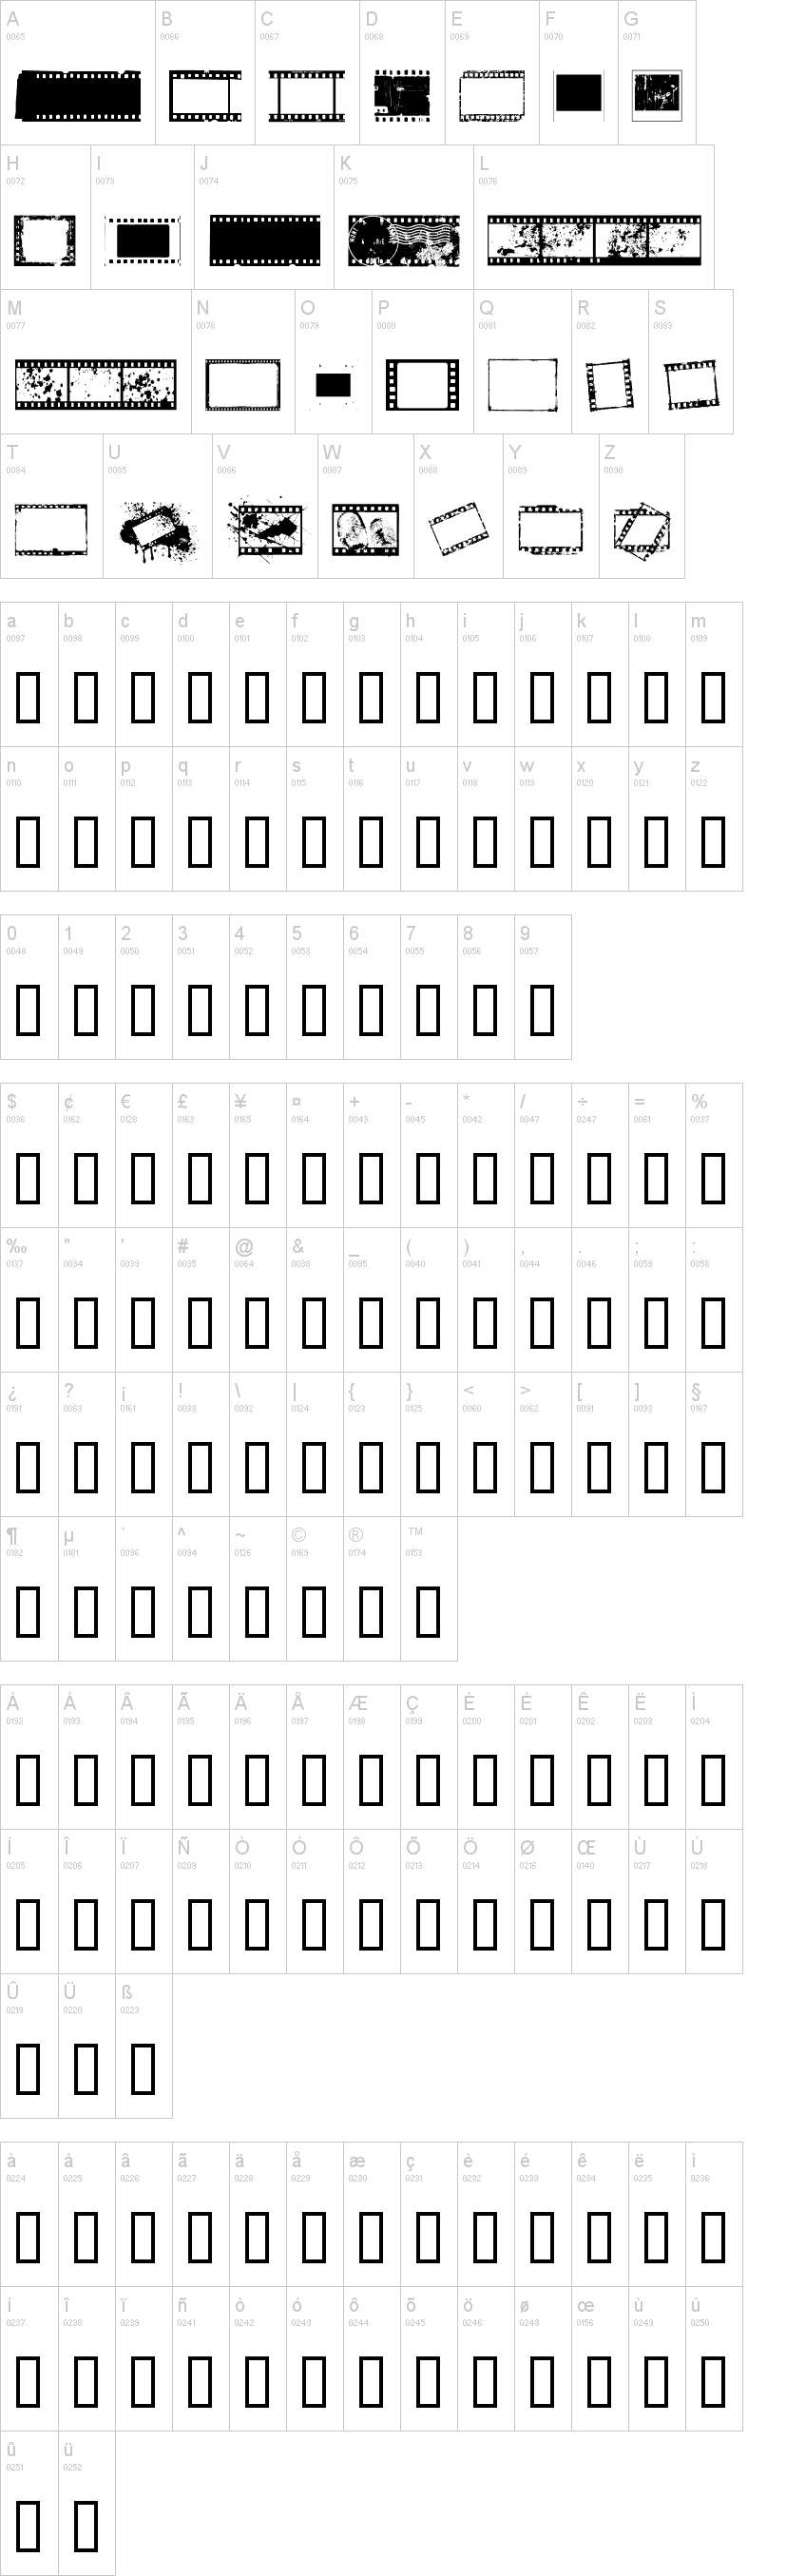 A B C D E F G
0065 0066 0067 0068 0069 0070 0071
H I J K L
0072 0073 0074 0075 0076
M N O P Q R S
0077 0078 0079 0080 0081 0082 0083
T U V W X Y Z
0084 0085 0086 0087 0088 0089 0090
a b c d e f g h i j k l m
0097 0098 0099 0100 0101 0102 0103 0104 0105 0106 0107 0108 0109
n o p q r s t u v w x y z
0110 0111 0112 0113 0114 0115 0116 0117 0118 0119 0120 0121 0122
0 1 2 3 4 5 6 7 8 9
0048 0049 0050 0051 0052 0053 0054 0055 0056 0057
$ ¢ € £ ¥ ¤ + - * / ÷ = %
0036 0162 0128 0163 0165 0164 0043 0045 0042 0047 0247 0061 0037
‰ " ' # @ & _ ( ) , . ; :
0137 0034 0039 0035 0064 0038 0095 0040 0041 0044 0046 0059 0058
¿ ? ¡ ! \ | { } < > [ ] §
0191 0063 0161 0033 0092 0124 0123 0125 0060 0062 0091 0093 0167
¶ µ ` ^ ~ © ® ™
0182 0181 0096 0094 0126 0169 0174 0153
À Á Â Ã Ä Å Æ Ç È É Ê Ë Ì
0192 0193 0194 0195 0196 0197 0198 0199 0200 0201 0202 0203 0204
Í Î Ï Ñ Ò Ó Ô Õ Ö Ø Œ Ù Ú
0205 0206 0207 0209 0210 0211 0212 0213 0214 0216 0140 0217 0218
Û Ü ß
0219 0220 0223
à á â ã ä å æ ç è é ê ë ì
0224 0225 0226 0227 0228 0229 0230 0231 0232 0233 0234 0235 0236
í î ï ñ ò ó ô õ ö ø œ ù ú
0237 0238 0239 0241 0242 0243 0244 0245 0246 0248 0156 0249 0250
û ü
0251 0252